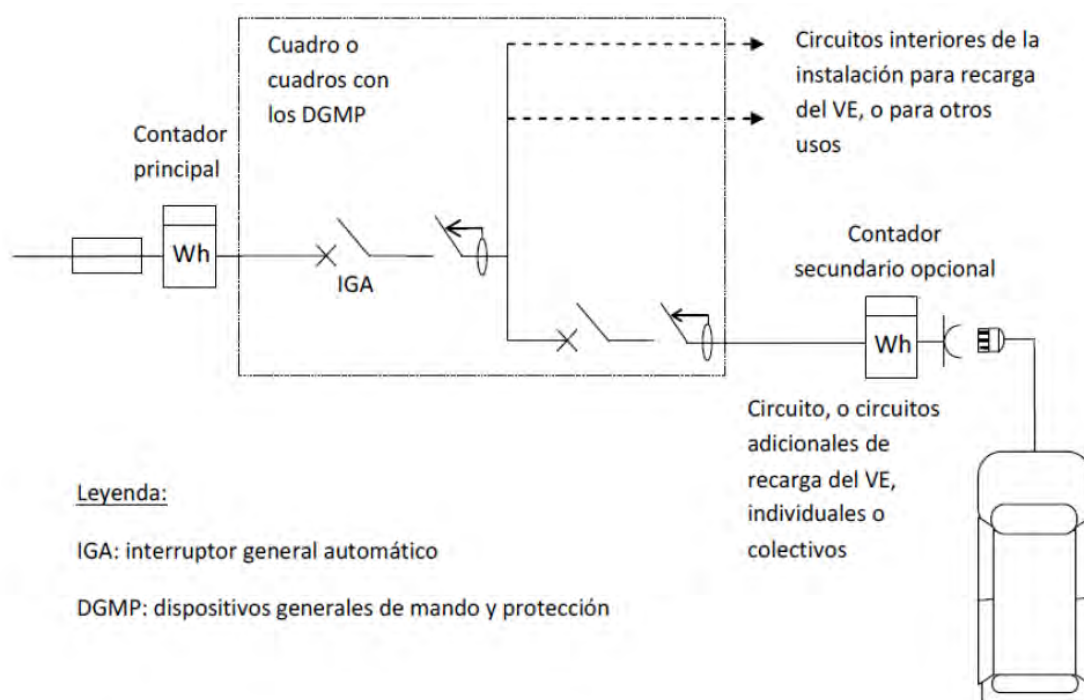 Cuadro o
cuadros con
los DGMP
Circuitos interiores de la
instalación para recarga
del VE, o para otros
usos
Contador
principal
Wh
IGA
Contador
secundario opcional
Wh
Circuito, o circuitos
adicionales de
recarga del VE,
individuales o
colectivos
Leyenda:
IGA: interruptor general automático
DGMP: dispositivos generales de mando y protección